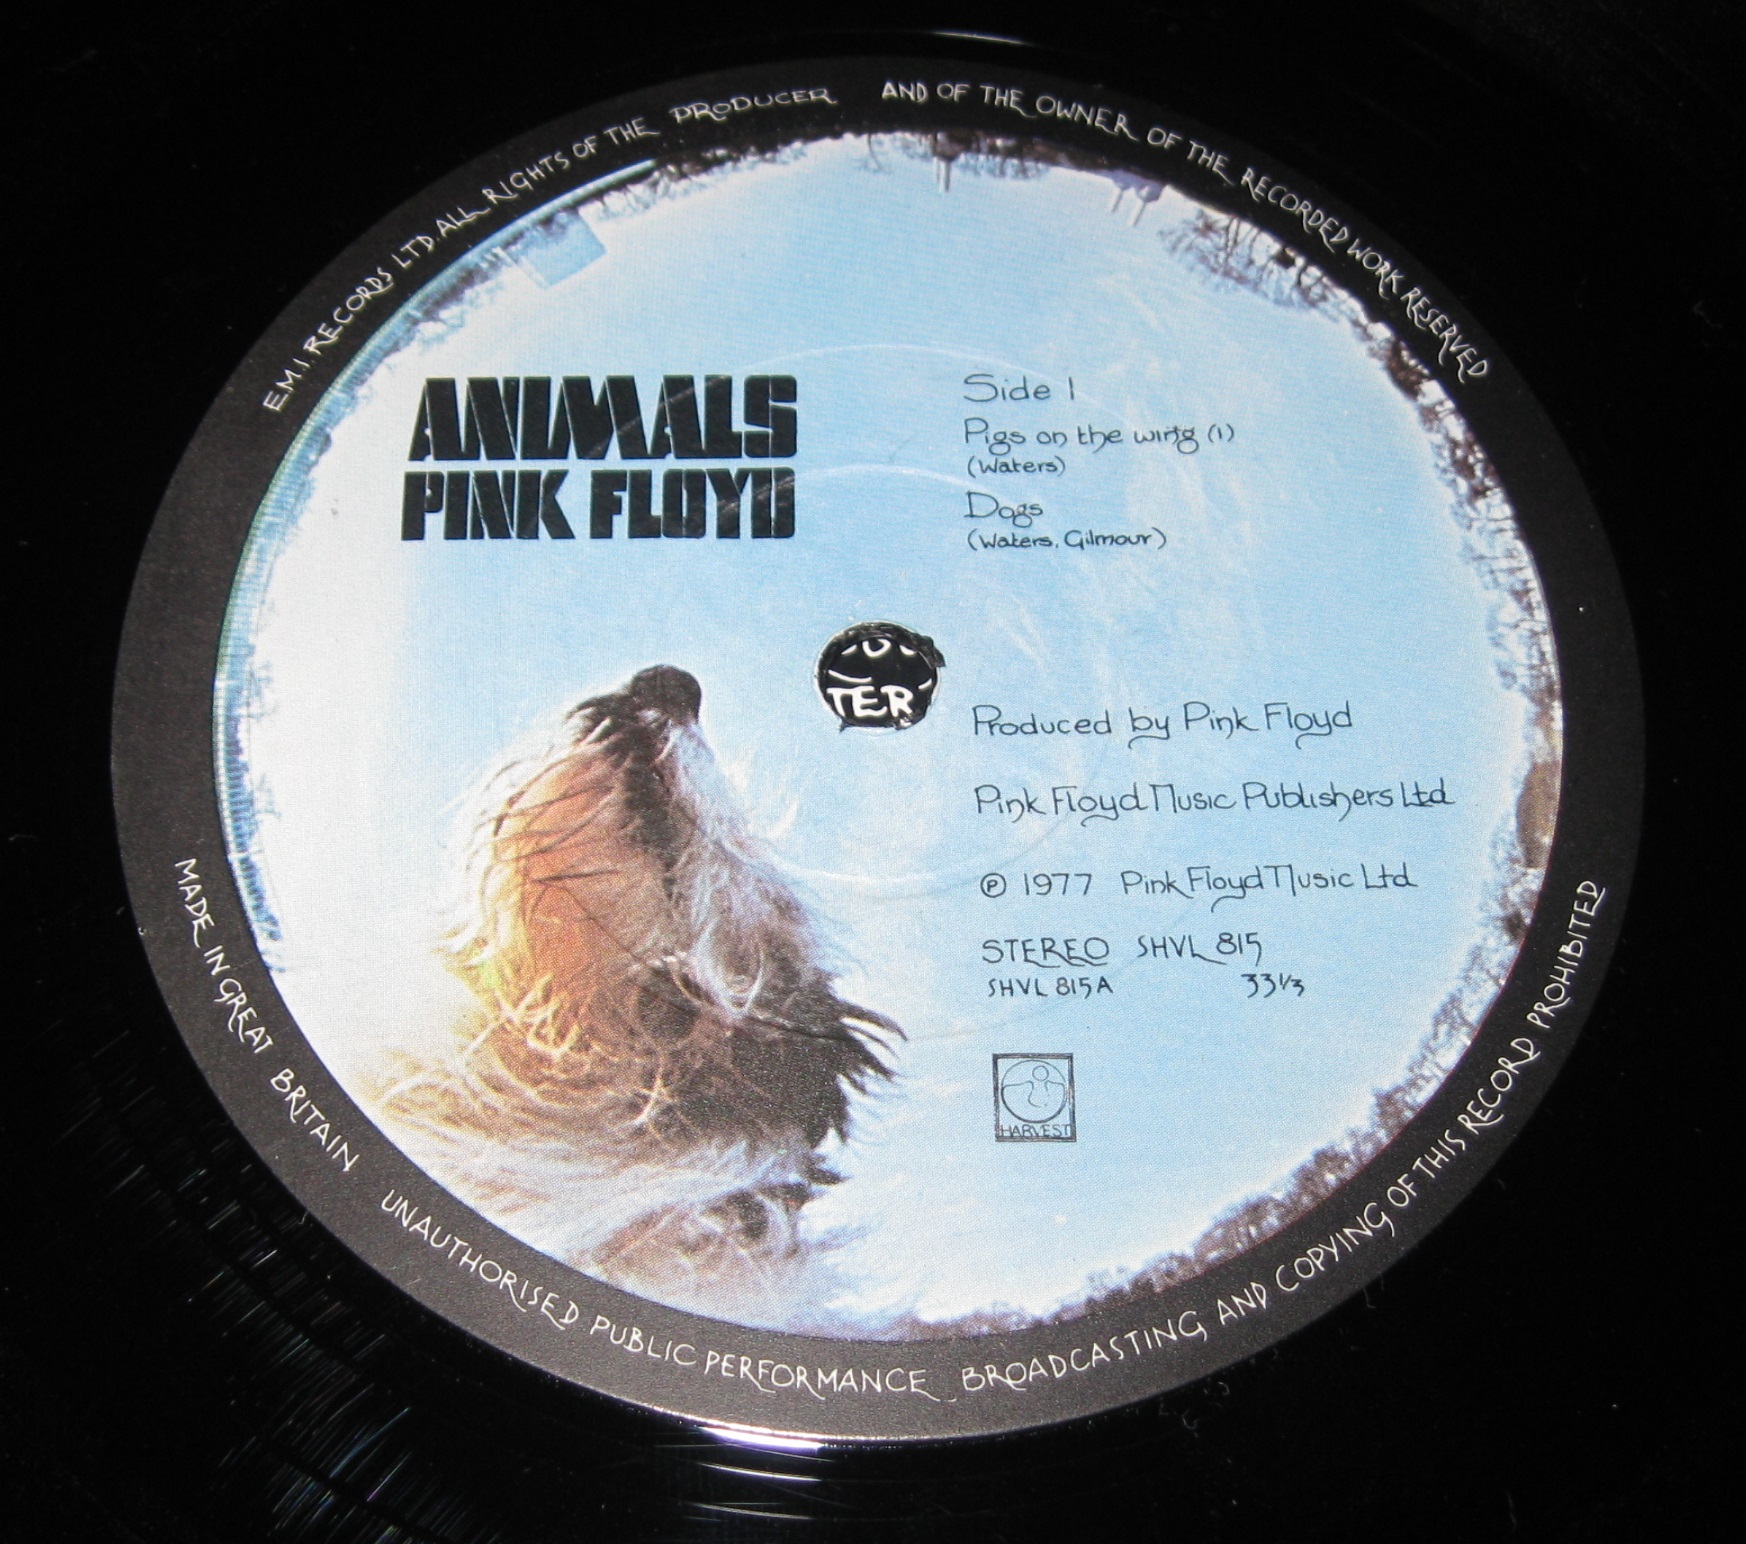 E.M.I. RECORDS LTD. ALL RIGHTS OF THE PRODUCER AND OF THE OWNER OF THE RECORDED WORK RESERVED
ANIMALS
PINK FLOYD
Side 1
Pigs on the wing (1)
(Waters)
Dogs
(Waters, Gilmour)
TER
Produced by Pink Floyd
Pink Floyd Music Publishers Ltd
℗ 1977 Pink Floyd Music Ltd
STEREO SHVL 815
SHVL 815A 33⅓
HARVEST
MADE IN GREAT BRITAIN UNAUTHORISED PUBLIC PERFORMANCE BROADCASTING AND COPYING OF THIS RECORD PROHIBITED